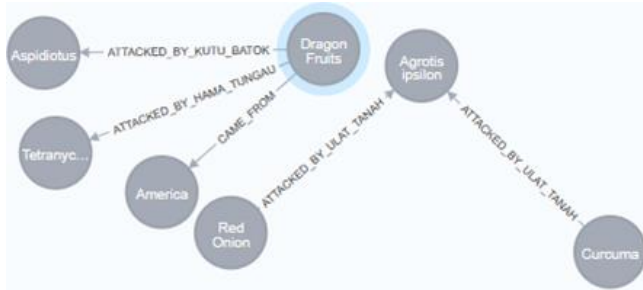 Aspidiotus
ATTACKED_BY_KUTU_BATOK
Dragon
Fruits
Agrotis
ipsilon
ATTACKED_BY_HAMA_TUNGAU
Tetranyc...
CAME_FROM
America
ATTACKED_BY_ULAT_TANAH
ATTACKED_BY_ULAT_TANAH
Red
Onion
Curcuma